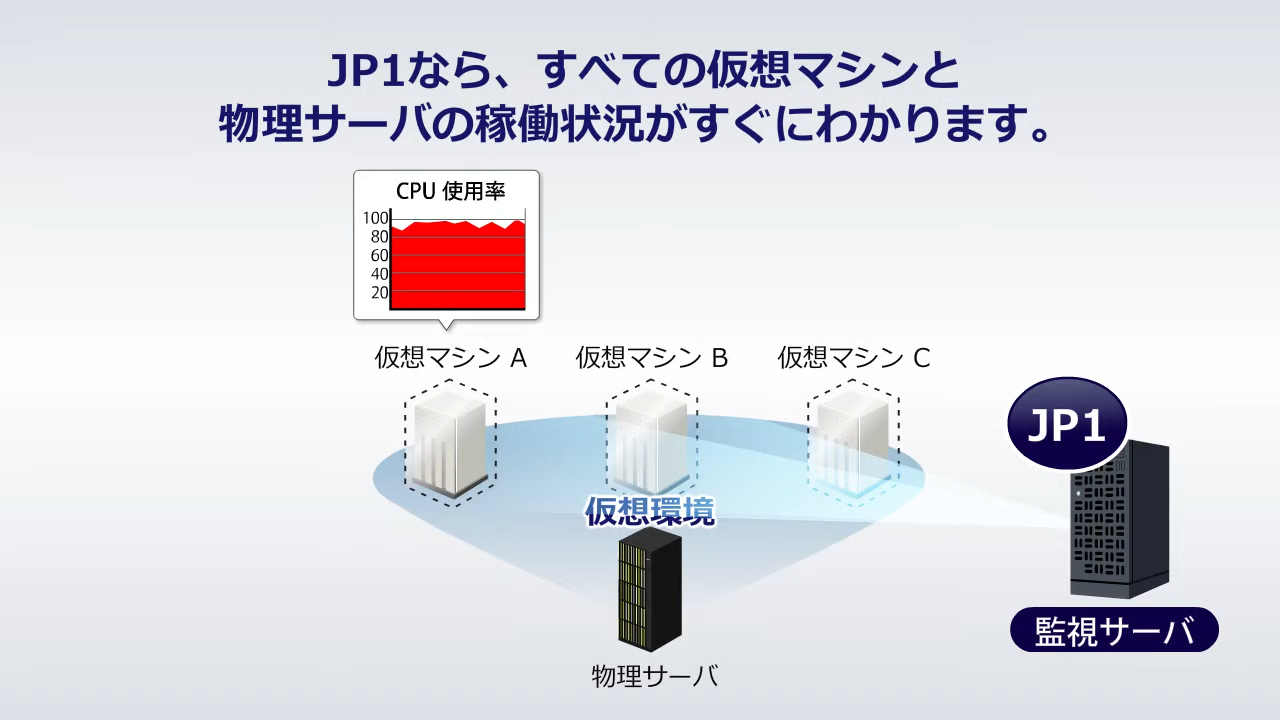 JP1なら、すべての仮想マシンと
物理サーバの稼働状況がすぐにわかります。
CPU 使用率
100
80
60
40
20
仮想マシン A
仮想マシン B
仮想マシン C
JP1
仮想環境
監視サーバ
物理サーバ